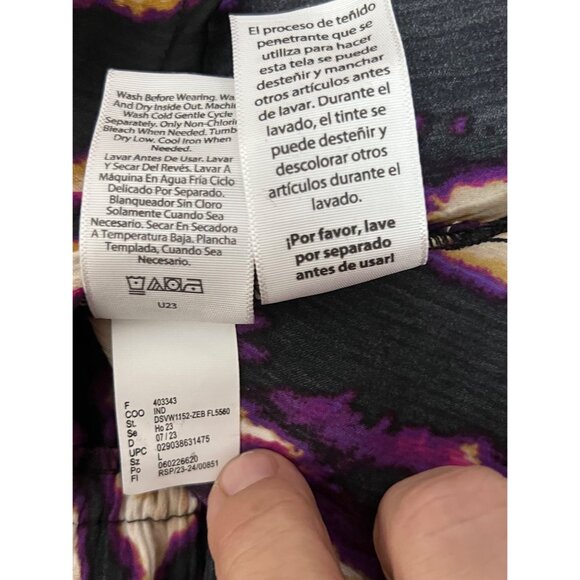 Wash Before Wearing. Wa
And Dry Inside Out. Machi
Wash Cold Gentle Cycle
Separately. Only Non-Chlorin
Bleach When Needed. Tumb
Dry Low. Cool Iron When
Needed.
Lavar Antes De Usar. Lavar
Y Secar Del Revés. Lavar A
Máquina En Agua Fría Ciclo
Delicado Por Separado.
Blanqueador Sin Cloro
Solamente Cuando Sea
Necesario. Secar En Secadora
A Temperatura Baja. Plancha
Templada, Cuando Sea
Necesario.
U23
El proceso de teñido
penetrante que se
utiliza para hacer
esta tela se puede
desteñir y manchar
otros artículos antes
de lavar. Durante el
lavado, el tinte se
puede desteñir y
descolorar otros
artículos durante el
lavado.
¡Por favor, lave
por separado
antes de usar!
F 403343
COO IND
St. DSVW1152-ZEB FL5560
Se Ho 23
D 07 / 23
UPC 029038631475
Sz L
Po 060226620
Fl RSP/23-24/00851